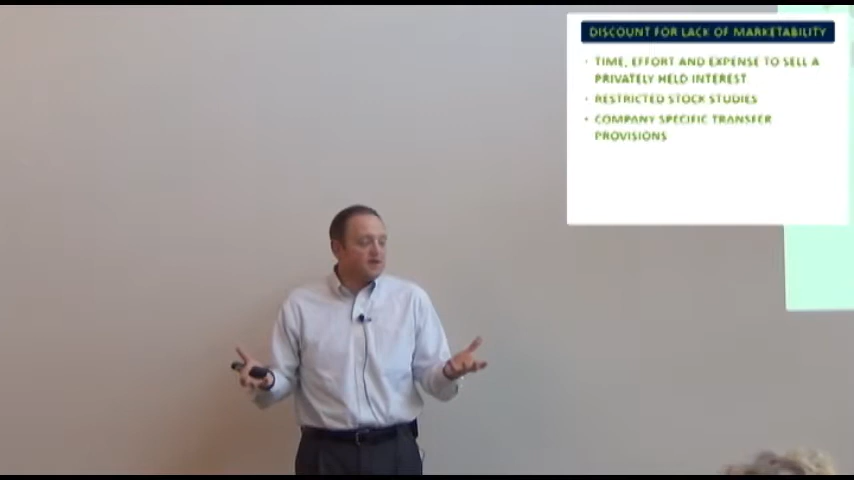 DISCOUNT FOR LACK OF MARKETABILITY
• TIME, EFFORT AND EXPENSE TO SELL A
PRIVATELY HELD INTEREST
• RESTRICTED STOCK STUDIES
• COMPANY SPECIFIC TRANSFER
PROVISIONS